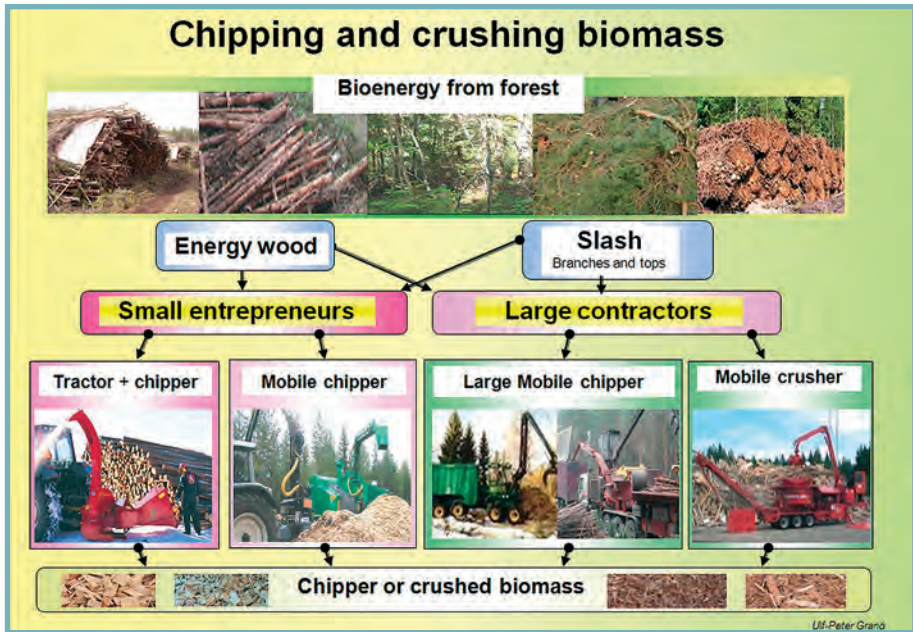 Chipping and crushing biomass
Bioenergy from forest
Energy wood
Slash
Branches and tops
Small entrepreneurs
Large contractors
Tractor + chipper
Mobile chipper
Large Mobile chipper
Mobile crusher
Chipper or crushed biomass
Ulf-Peter Granö